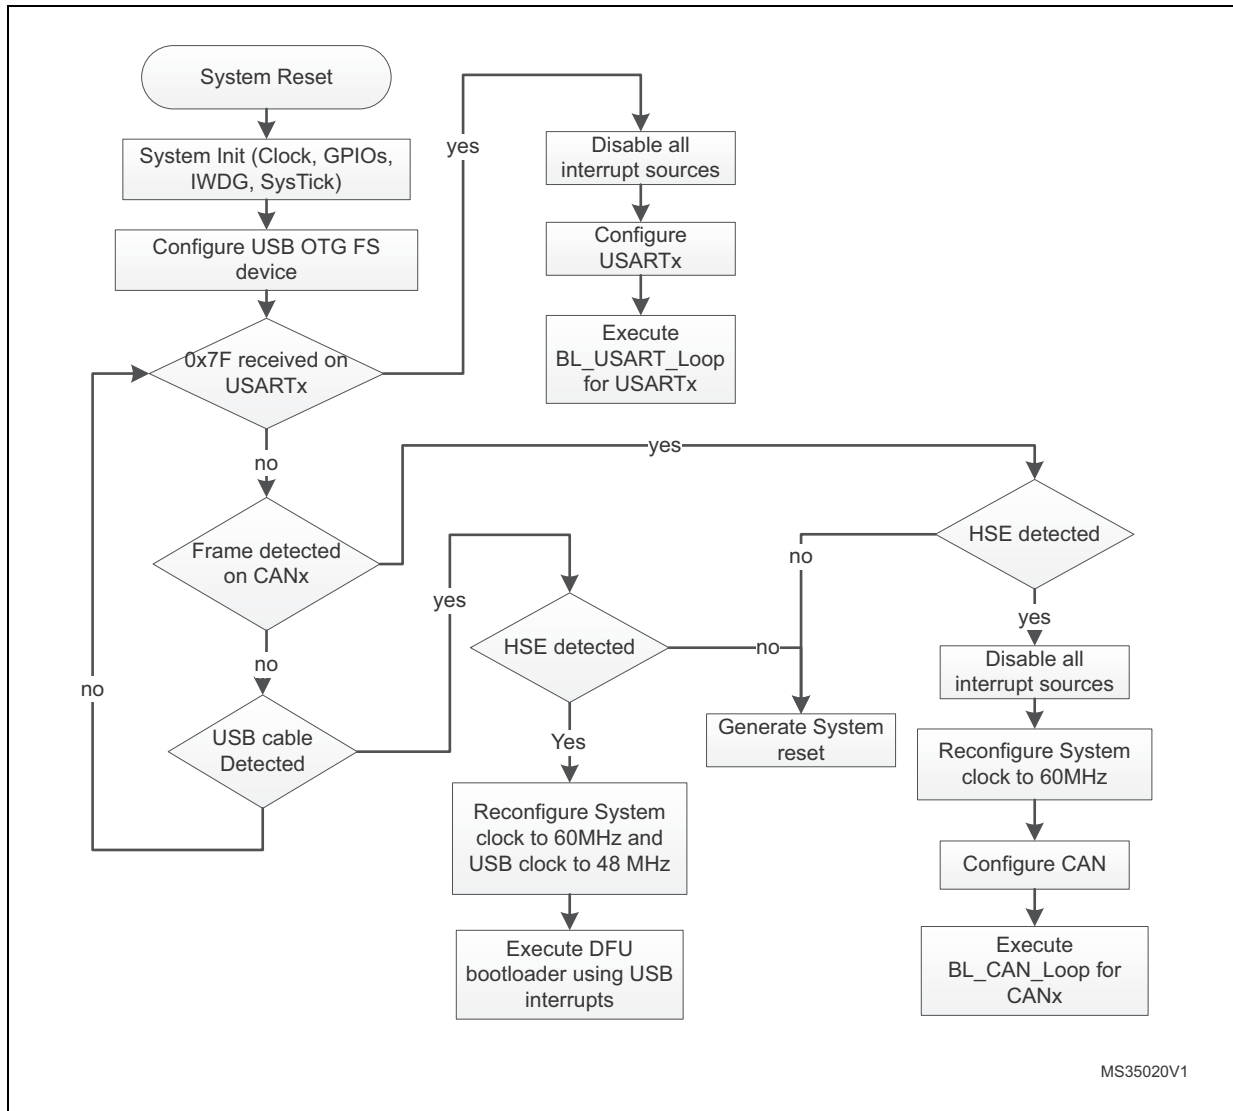 System Reset
System Init (Clock, GPIOs,
IWDG, SysTick)
Configure USB OTG FS
device
0x7F received on
USARTx
yes
Disable all
interrupt sources
Configure
USARTx
Execute
BL_USART_Loop
for USARTx
no
Frame detected
on CANx
yes
HSE detected
no
yes
Disable all
interrupt sources
Reconfigure System
clock to 60MHz
Configure CAN
Execute
BL_CAN_Loop for
CANx
no
USB cable
Detected
no
yes
HSE detected
no
Generate System
reset
Yes
Reconfigure System
clock to 60MHz and
USB clock to 48 MHz
Execute DFU
bootloader using USB
interrupts
MS35020V1